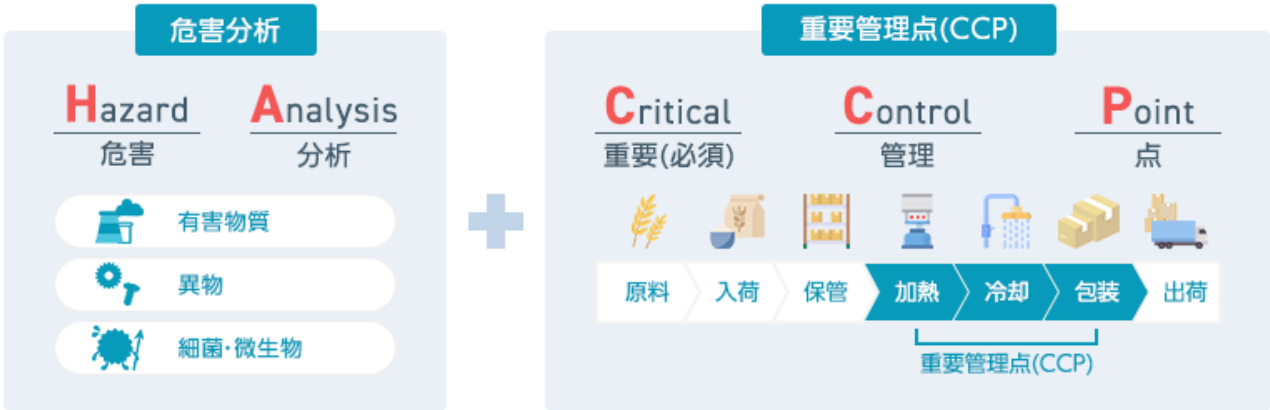 危害分析
Hazard Analysis
危害 分析
有害物質
異物
細菌・微生物
重要管理点(CCP)
Critical Control Point
重要(必須) 管理 点
原料 入荷 保管 加熱 冷却 包装 出荷
重要管理点(CCP)